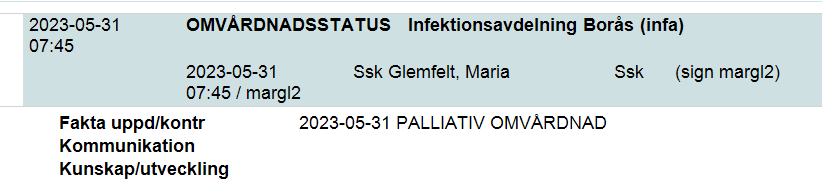 2023-05-31 OMVÅRDNADSSTATUS Infektionsavdelning Borås (infa)
07:45
2023-05-31 Ssk Glemfelt, Maria Ssk (sign margl2)
07:45 / margl2
Fakta uppd/kontr 2023-05-31 PALLIATIV OMVÅRDNAD
Kommunikation
Kunskap/utveckling